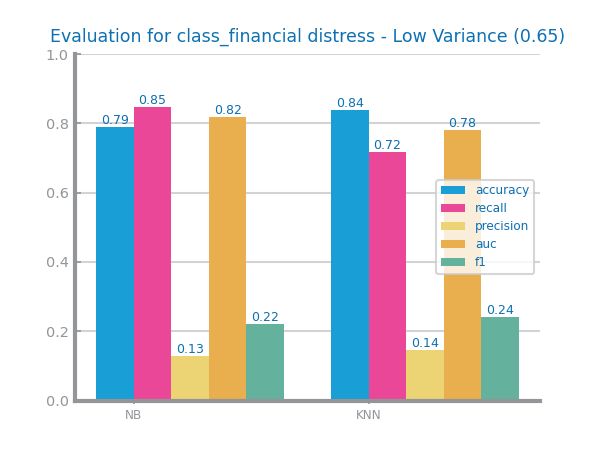 Evaluation for class_financial distress - Low Variance (0.65)
1.0
0.8
0.6
0.4
0.2
0.0
0.79
0.85
0.13
0.82
0.22
0.84
0.72
0.14
0.78
0.24
accuracy
recall
precision
auc
f1
NB
KNN